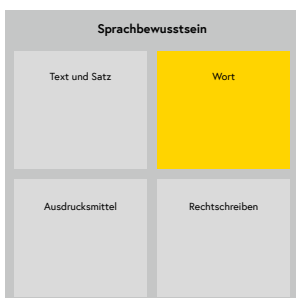 Sprachbewusstsein
Text und Satz
Wort
Ausdrucksmittel
Rechtschreiben